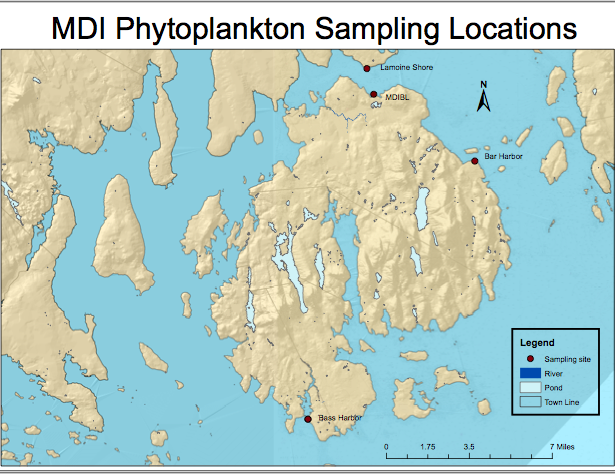 MDI Phytoplankton Sampling Locations
Lamoine Shore
MDIBL
N
Bar Harbor
Legend
Sampling site
River
Pond
Town Line
Bass Harbor
0 1.75 3.5 7 Miles